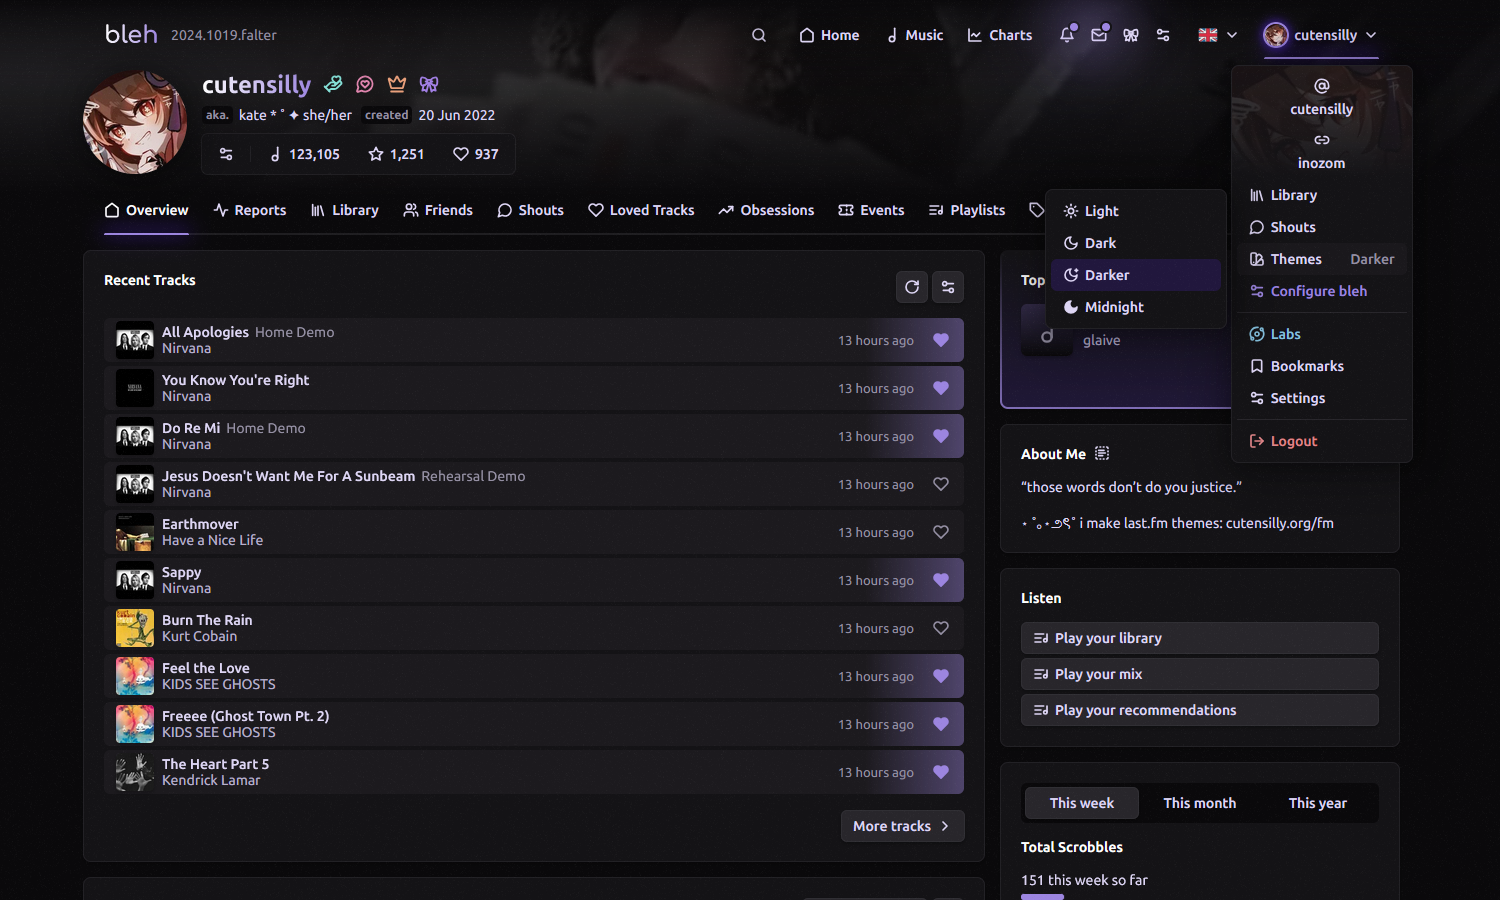 bleh 2024.1019.falter
Home Music Charts cutensilly
cutensilly
aka. kate * ˚ ✦ she/her created 20 Jun 2022
123,105 1,251 937
Overview Reports Library Friends Shouts Loved Tracks Obsessions Events Playlists
@
cutensilly
inozom
Library
Shouts
Themes Darker
Configure bleh
Labs
Bookmarks
Settings
Logout
Light
Dark
Darker
Midnight
Recent Tracks
All Apologies Home Demo
Nirvana
13 hours ago
You Know You're Right
Nirvana
13 hours ago
Do Re Mi Home Demo
Nirvana
13 hours ago
Jesus Doesn't Want Me For A Sunbeam Rehearsal Demo
Nirvana
13 hours ago
Earthmover
Have a Nice Life
13 hours ago
Sappy
Nirvana
13 hours ago
Burn The Rain
Kurt Cobain
13 hours ago
Feel the Love
KIDS SEE GHOSTS
13 hours ago
Freeee (Ghost Town Pt. 2)
KIDS SEE GHOSTS
13 hours ago
The Heart Part 5
Kendrick Lamar
13 hours ago
More tracks
Top
glaive
About Me
“those words don’t do you justice.”
⋆ ˚｡⋆୨୧˚ i make last.fm themes: cutensilly.org/fm
Listen
Play your library
Play your mix
Play your recommendations
This week This month This year
Total Scrobbles
151 this week so far